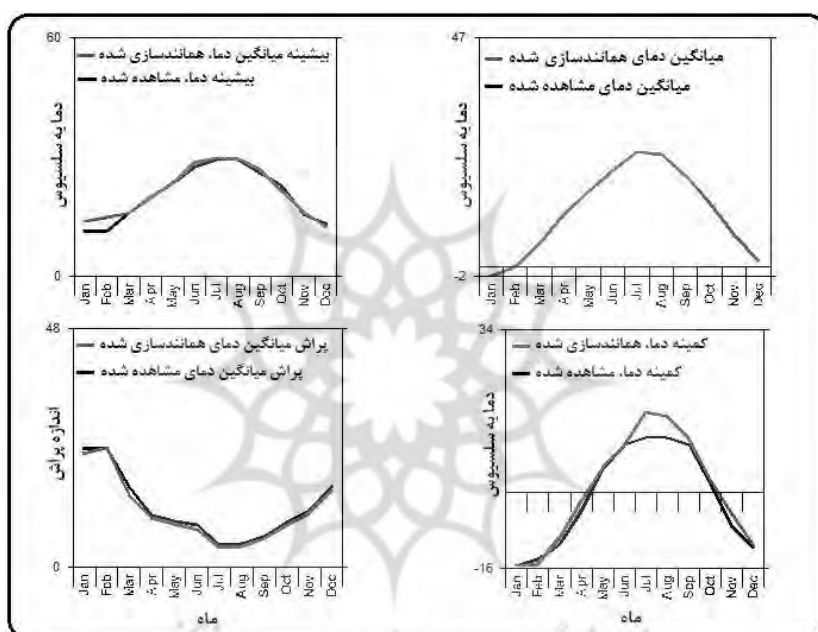 60
بیشینه میانگین دما، همانندسازی شده
بیشینه دما، مشاهده شده
دما به سلسیوس
0
Jan Feb Mar Apr May Jun Jul Aug Sep Oct Nov Dec
47
میانگین دمای همانندسازی شده
میانگین دمای مشاهده شده
دما به سلسیوس
-2
Jan Feb Mar Apr May Jun Jul Aug Sep Oct Nov Dec
48
پراش میانگین دمای همانندسازی شده
پراش میانگین دمای مشاهده شده
اندازه پراش
0
Jan Feb Mar Apr May Jun Jul Aug Sep Oct Nov Dec
ماه
34
کمینه دما، همانندسازی شده
کمینه دما، مشاهده شده
دما به سلسیوس
-16
Jan Feb Mar Apr May Jun Jul Aug Sep Oct Nov Dec
ماه